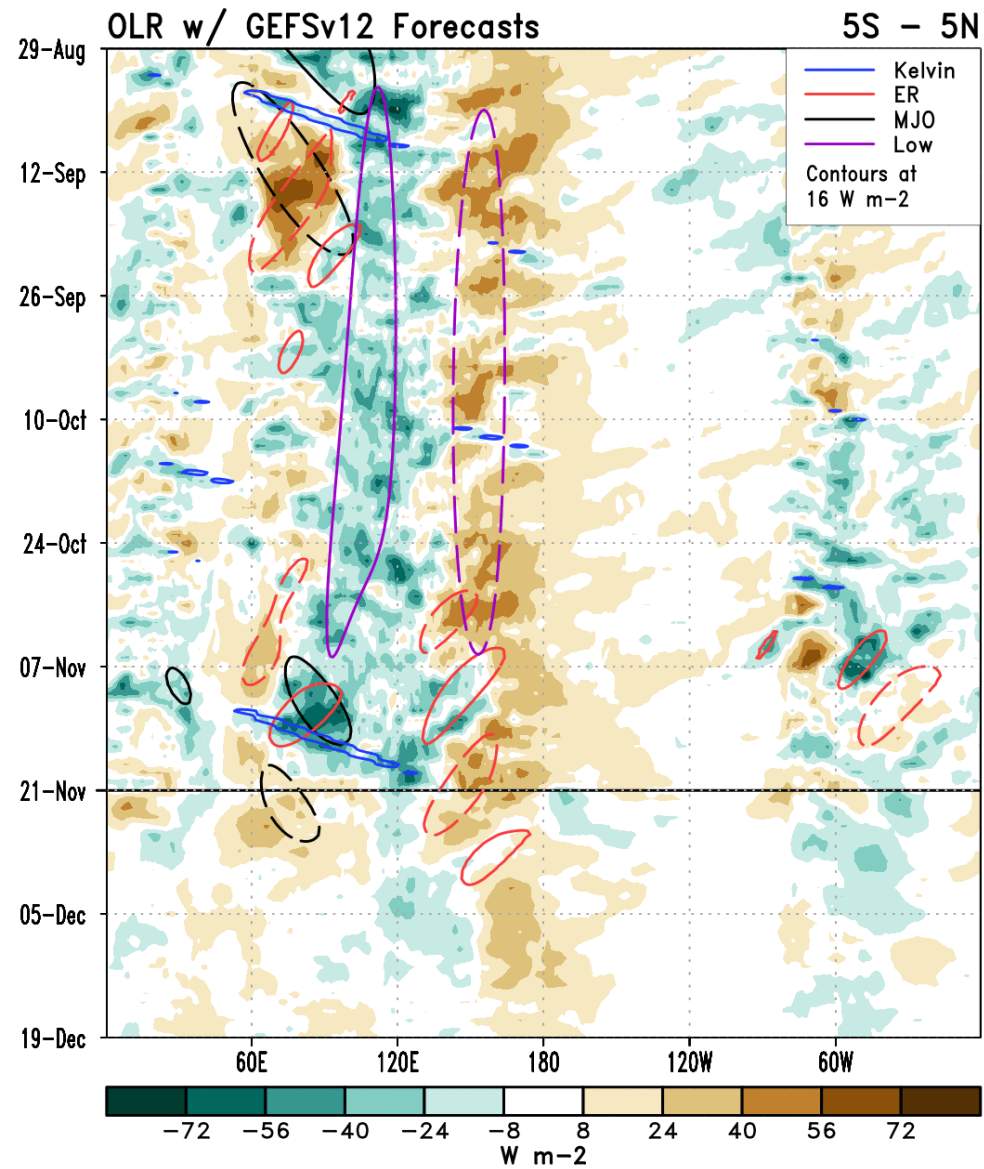 OLR w/ GEFSv12 Forecasts 5S – 5N
29-Aug
Kelvin
ER
MJO
Low
Contours at
16 W m-2
12-Sep
26-Sep
10-Oct
24-Oct
07-Nov
21-Nov
05-Dec
19-Dec
60E 120E 180 120W 60W
-72 -56 -40 -24 -8 8 24 40 56 72
W m-2